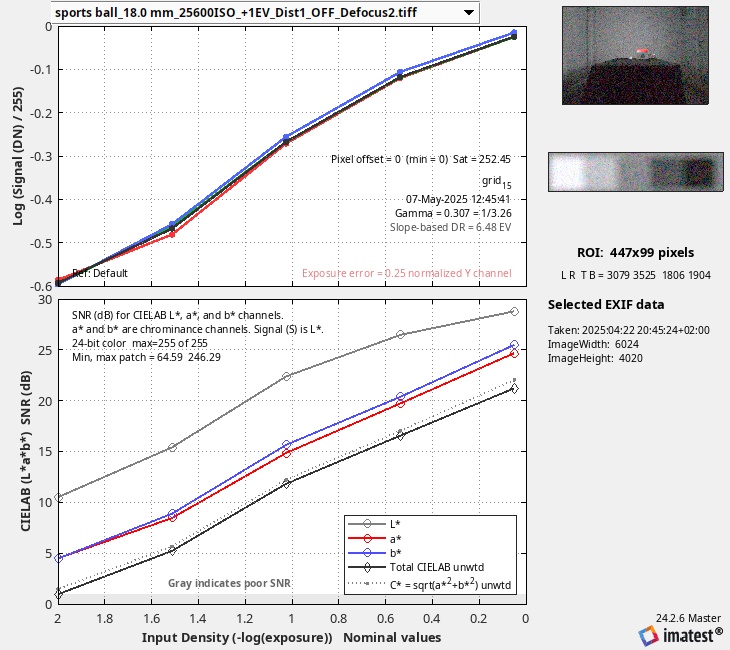 sports ball_18.0 mm_25600ISO_+1EV_Dist1_OFF_Defocus2.tiff
0
-0.1
-0.2
-0.3
-0.4
-0.5
-0.6
Log (Signal (DN) / 255)
Pixel offset = 0 (min = 0) Sat = 252.45
grid15
07-May-2025 12:45:41
Gamma = 0.307 = 1/3.26
Slope-based DR = 6.48 EV
Ref: Default
Exposure error = 0.25 normalized Y channel
ROI: 447x99 pixels
L R T B = 3079 3525 1806 1904
Selected EXIF data
Taken: 2025:04:22 20:45:24+02:00
ImageWidth: 6024
ImageHeight: 4020
30
25
20
15
10
5
0
CIELAB (L*a*b*) SNR (dB)
SNR (dB) for CIELAB L*, a*, and b* channels.
a* and b* are chrominance channels. Signal (S) is L*.
24-bit color max=255 of 255
Min, max patch = 64.59 246.29
L*
a*
b*
Total CIELAB unwtd
C* = sqrt(a*2+b*2) unwtd
Gray indicates poor SNR
2 1.8 1.6 1.4 1.2 1 0.8 0.6 0.4 0.2 0
Input Density (-log(exposure)) Nominal values
24.2.6 Master
imatest®